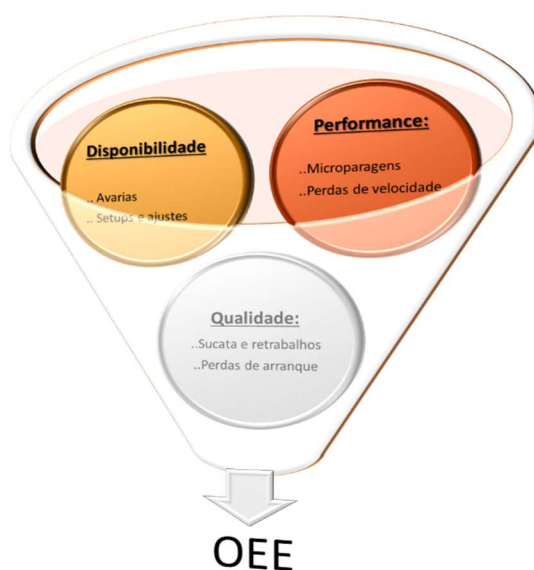 Disponibilidade
.. Avarias
.. Setups e ajustes
Performance:
..Microparagens
..Perdas de velocidade
Qualidade:
..Sucata e retrabalhos
..Perdas de arranque
OEE